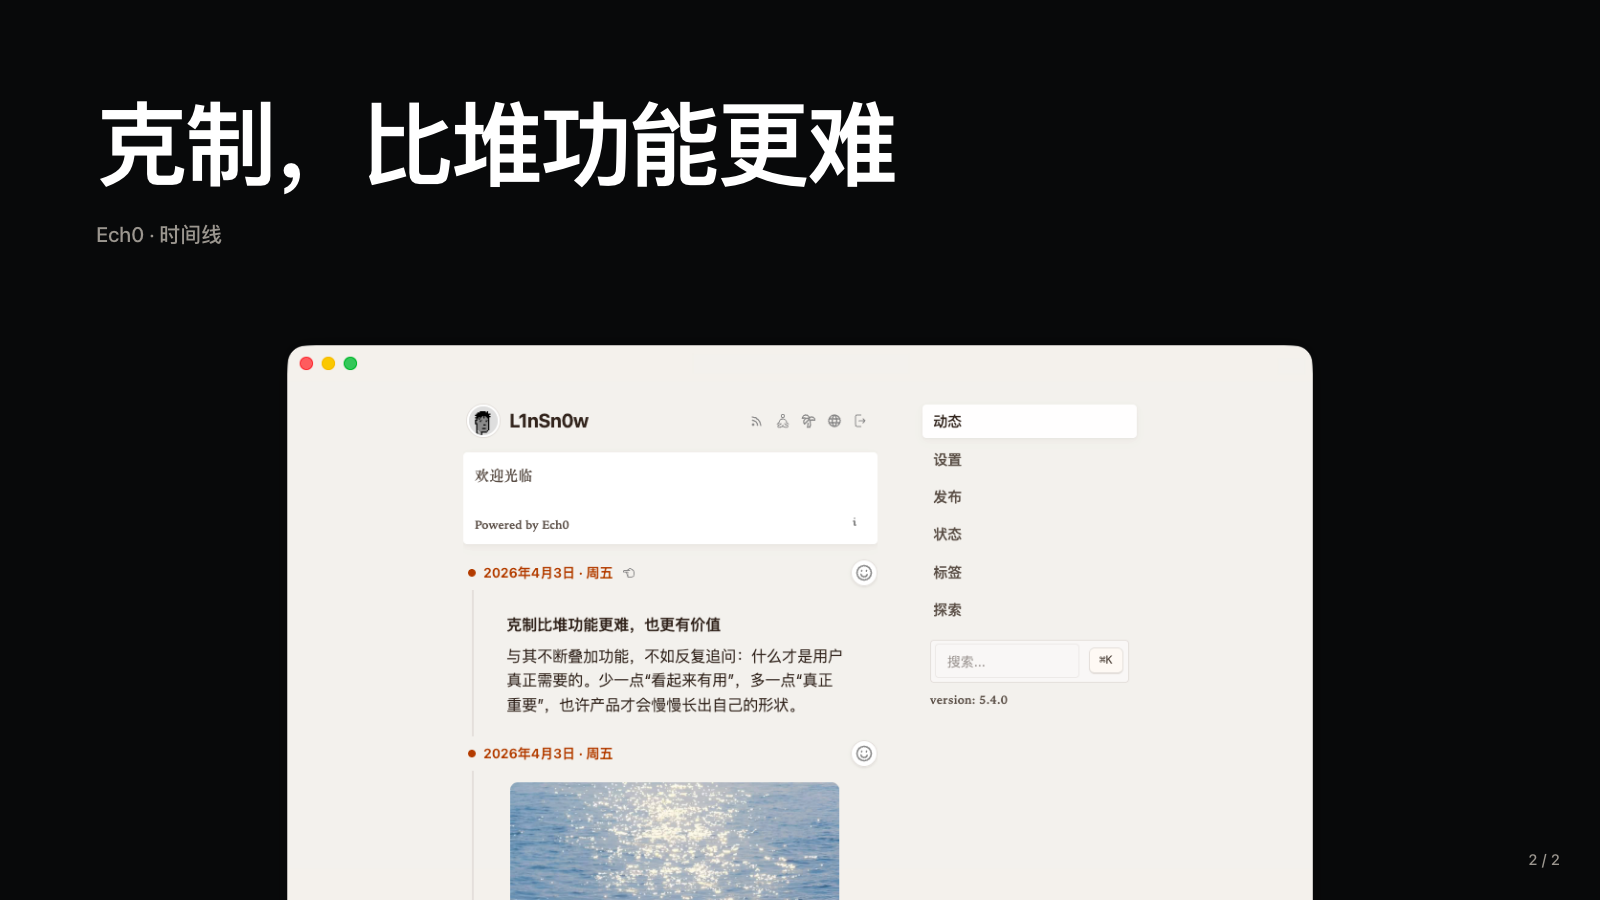 克制，比堆功能更难
Ech0 · 时间线
L1nSn0w
欢迎光临
Powered by Ech0
i
2026年4月3日 · 周五
克制比堆功能更难，也更有价值
与其不断叠加功能，不如反复追问：什么才是用户
真正需要的。少一点“看起来有用”，多一点“真正
重要”，也许产品才会慢慢长出自己的形状。
2026年4月3日 · 周五
动态
设置
发布
状态
标签
探索
搜索...
⌘K
version: 5.4.0
2 / 2